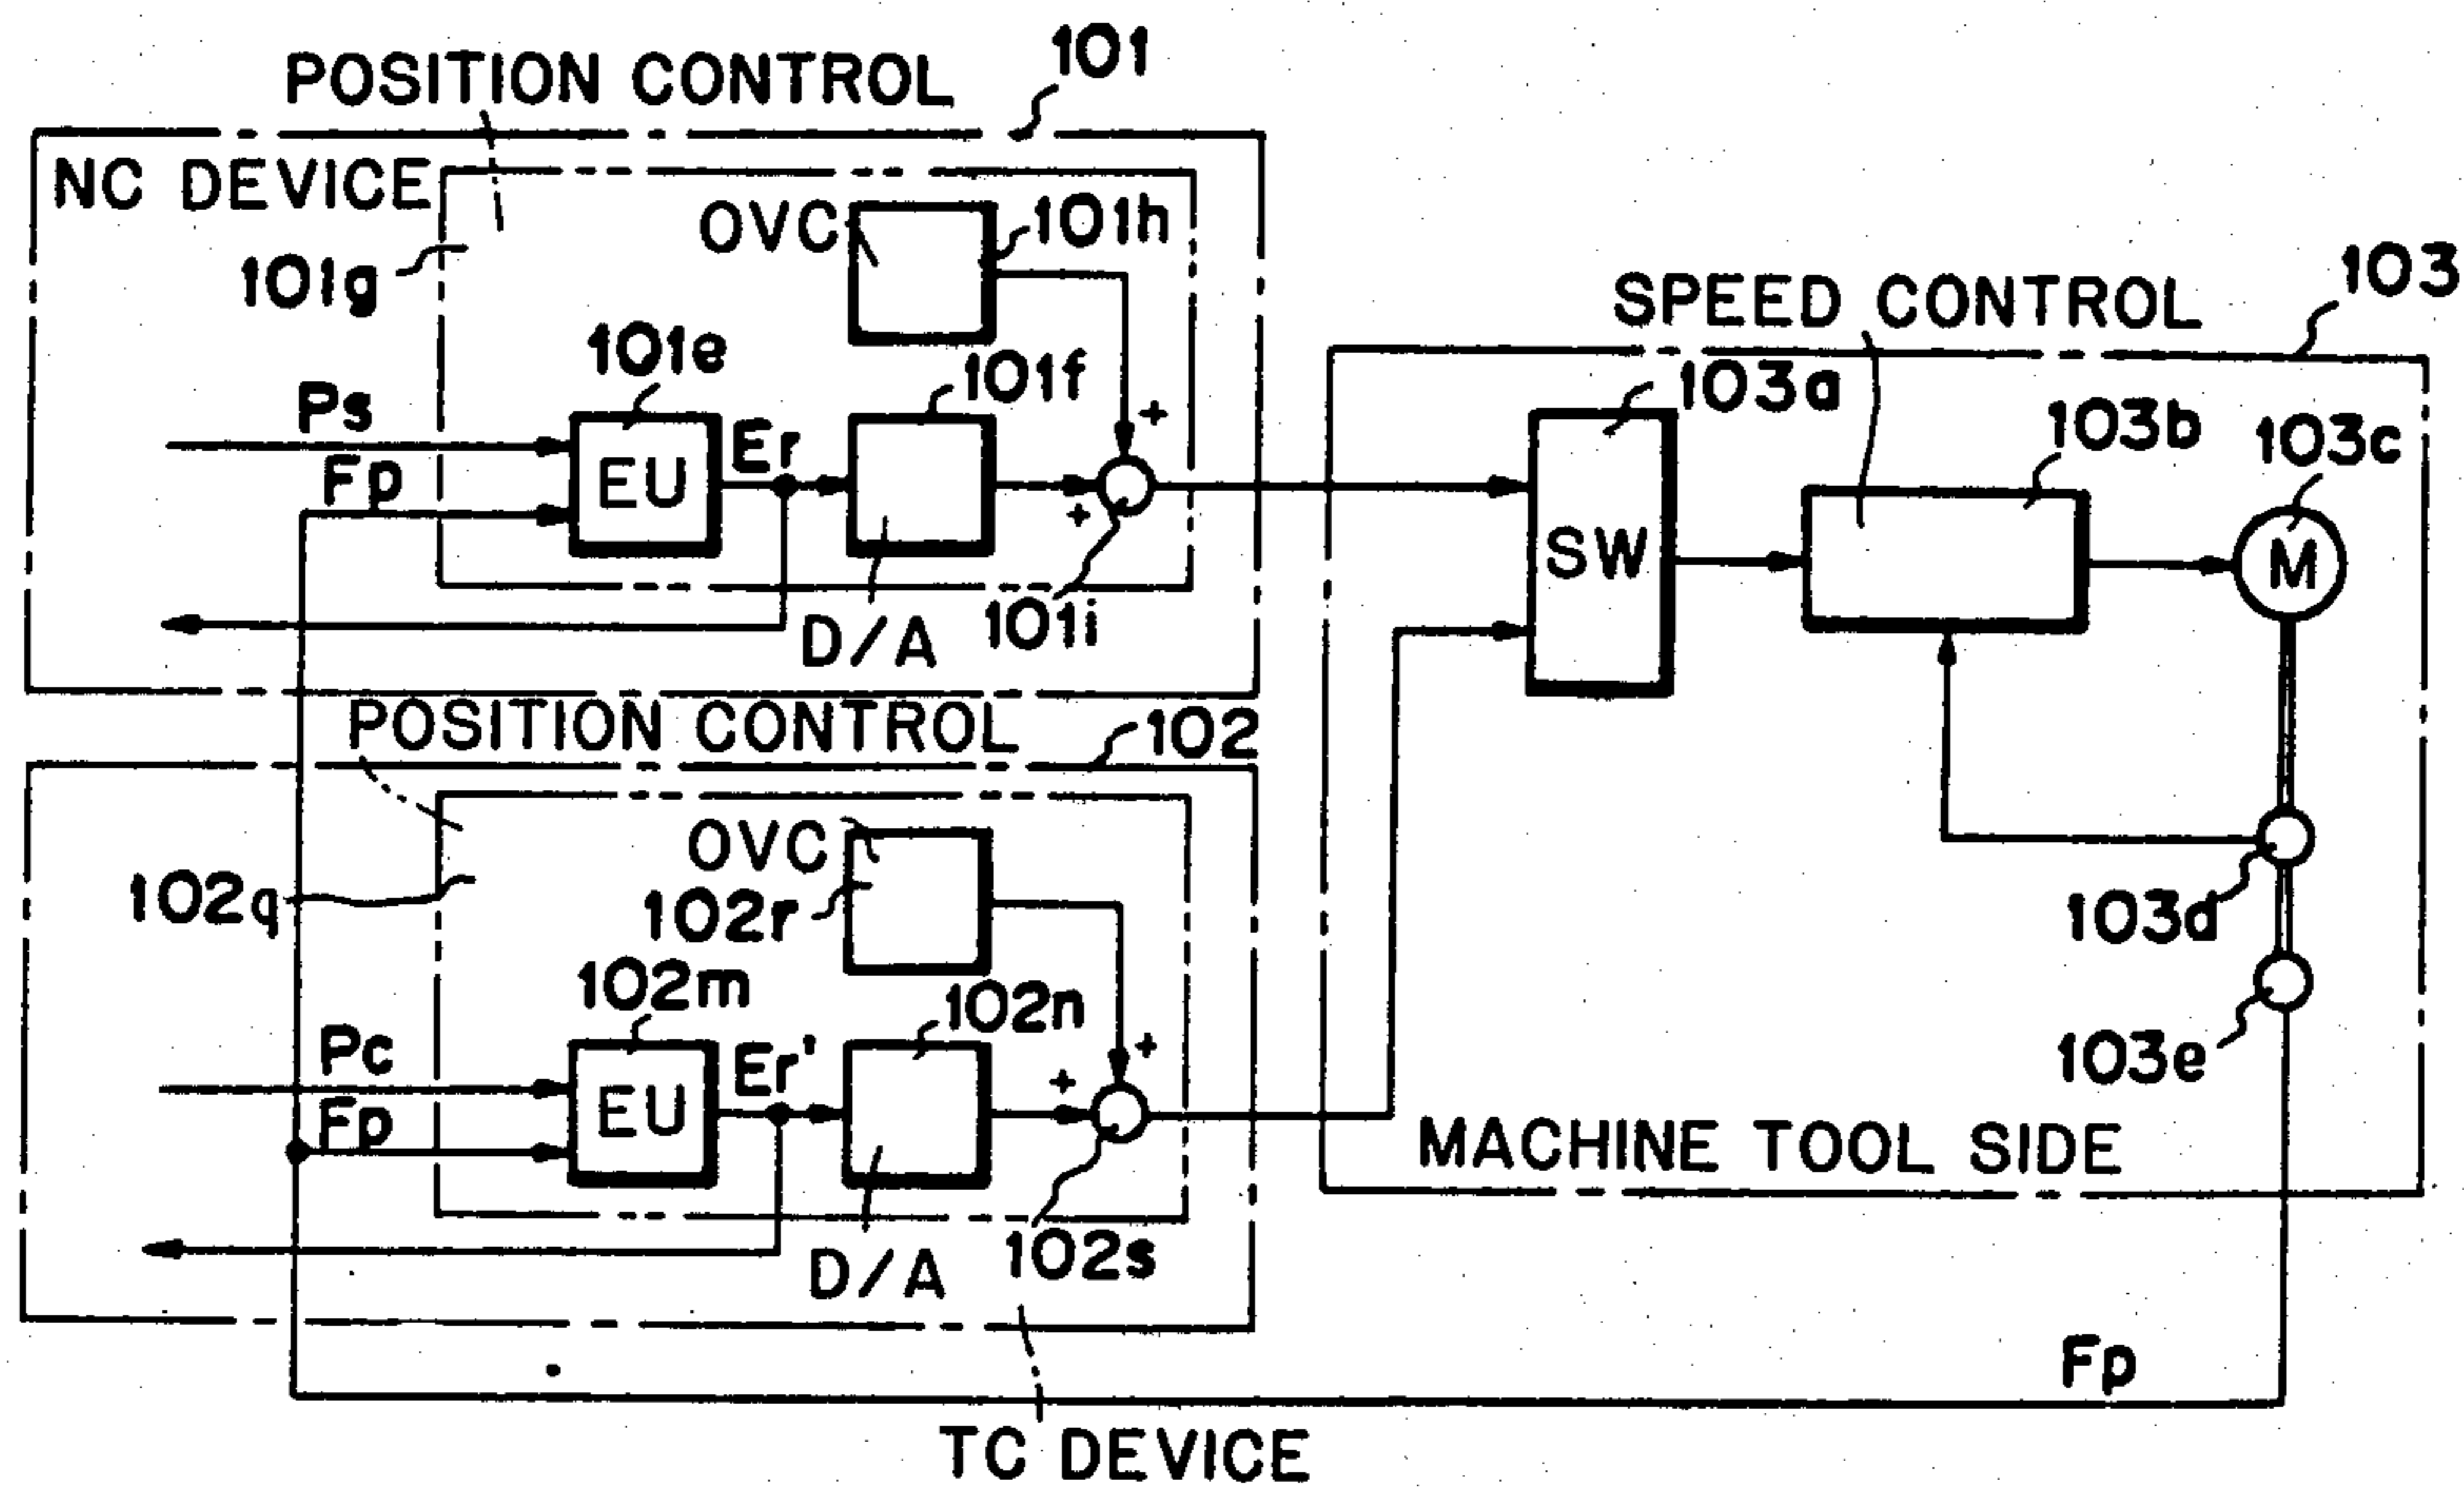 POSITION CONTROL
101
NC DEVICE
OVC
101h
101g
101e
101f
Ps
Fp
EU
Er
+
+
101i
D/A
SPEED CONTROL
103
103a
103b
103c
SW
M
103d
103e
MACHINE TOOL SIDE
POSITION CONTROL
102
OVC
102q
102r
102m
102n
Pc
Fp
EU
Er'
+
+
102s
D/A
Fp
TC DEVICE